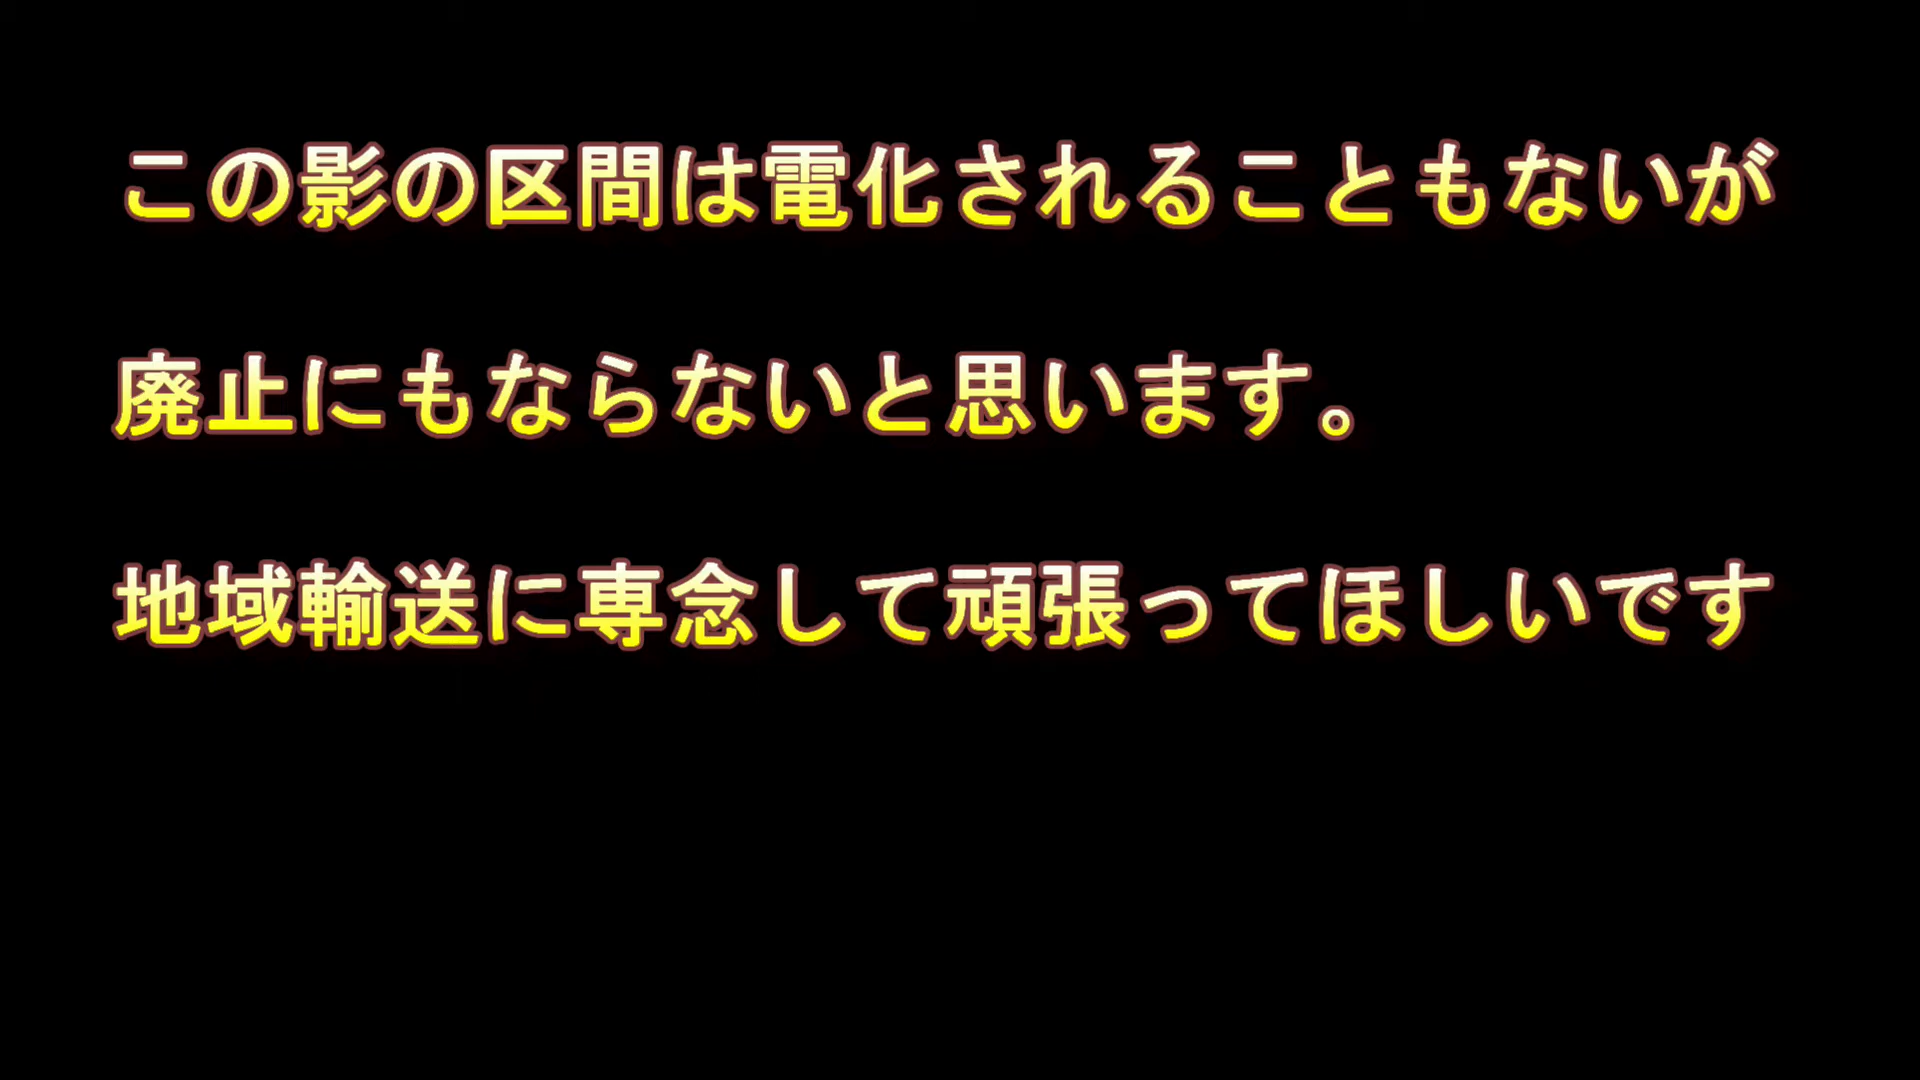 この影の区間は電化されることもないが
廃止にもならないと思います。
地域輸送に専念して頑張ってほしいです